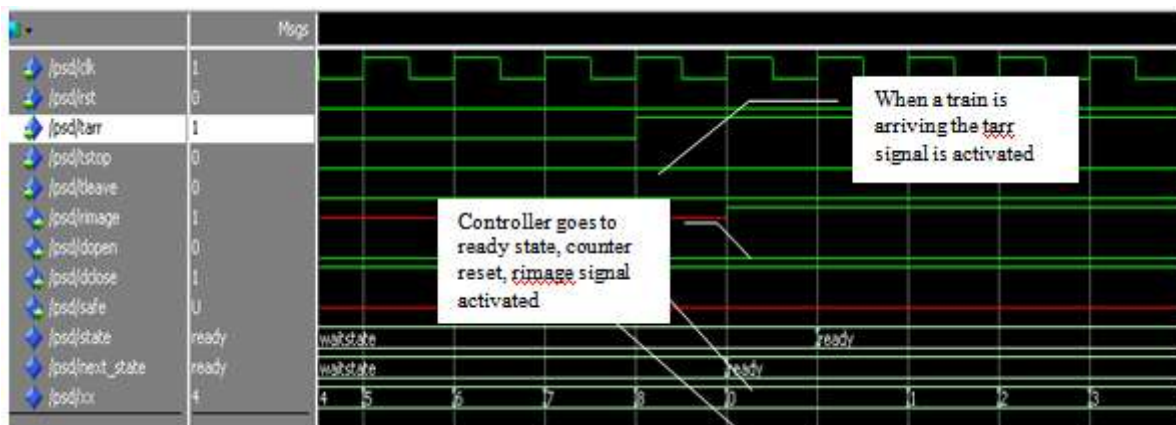 Msgs
/psd/clk 1
/psd/rst 0
/psd/tarr 1
/psd/tstop 0
/psd/tleave 0
/psd/rimage 1
/psd/dopen 0
/psd/dclose 1
/psd/safe U
/psd/state ready waitstate ready
/psd/next_state ready waitstate ready
/psd/xx 4 4 5 6 7 8 0 1 2 3
When a train is
arriving the tarr
signal is activated
Controller goes to
ready state, counter
reset, rimage signal
activated